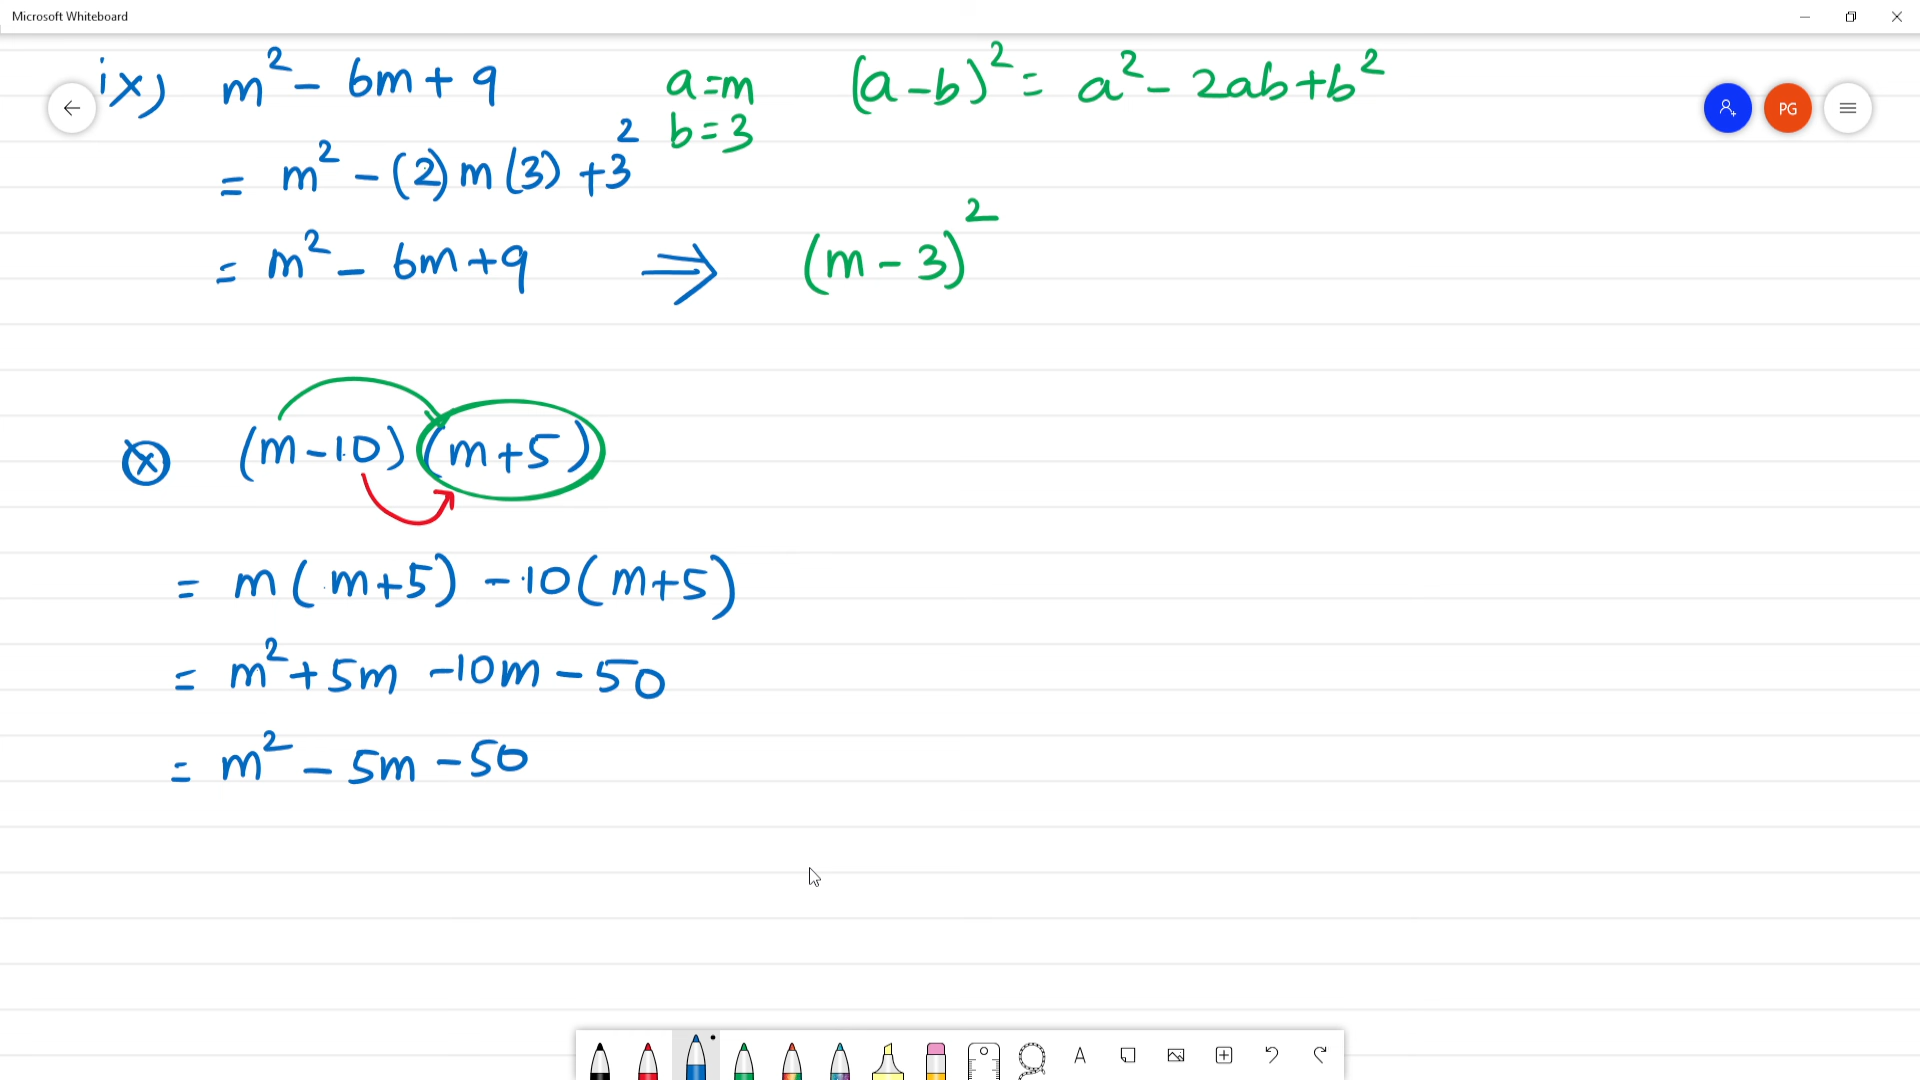 Microsoft Whiteboard
ix) m² - 6m + 9 a=m (a-b)² = a² - 2ab+b²
b=3
= m² - (2)m(3) +3²
= m² - 6m+9 ⇒ (m-3)²
PG
ⓧ (m-10)(m+5)
= m(m+5) -10(m+5)
= m²+5m -10m - 50
= m² - 5m - 50
A